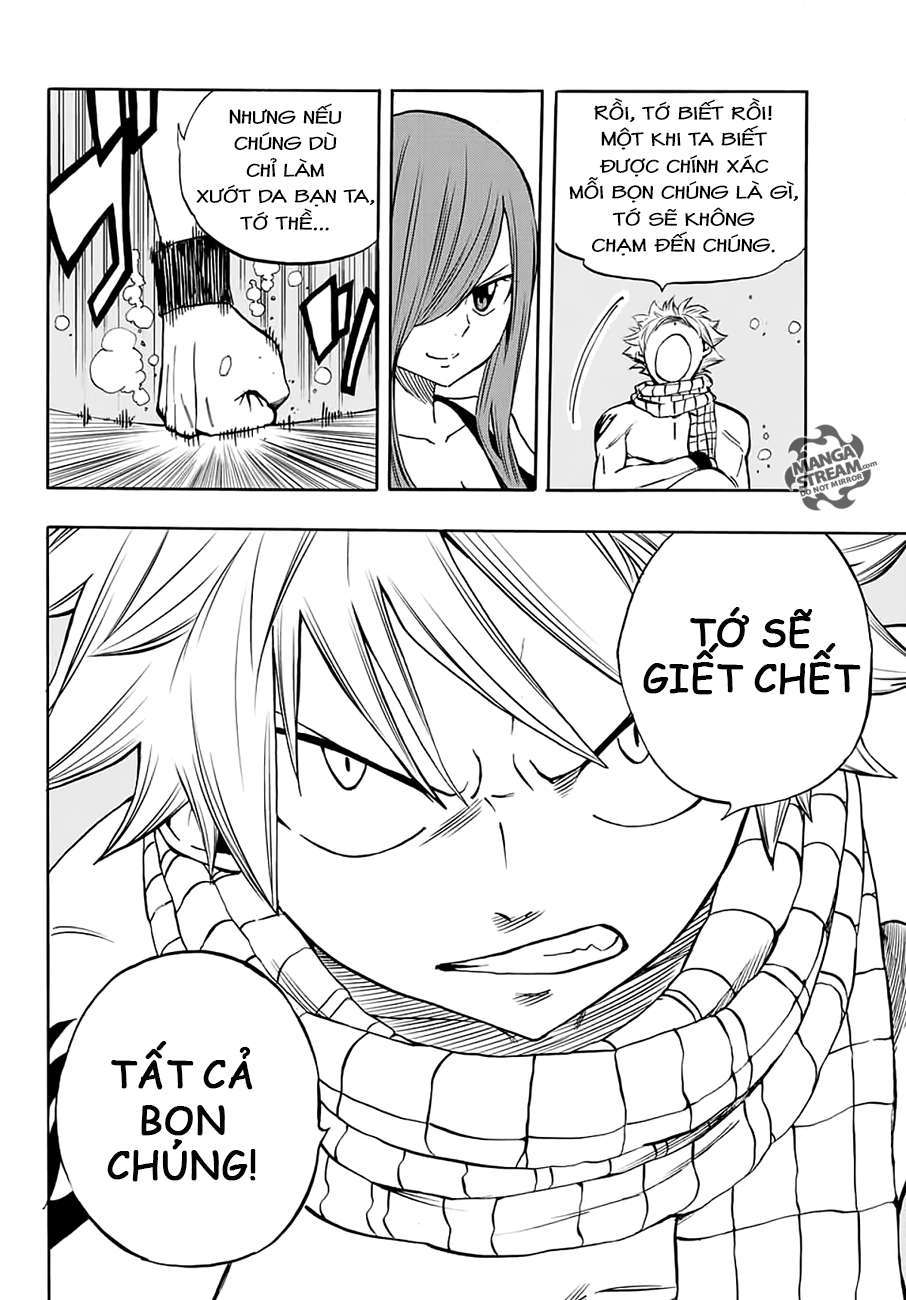 NHƯNG NẾU
CHÚNG DÙ
CHỈ LÀM
XƯỚT DA BẠN TA,
TỚ THỀ...
RỒI, TỚ BIẾT RỒI!
MỘT KHI TA BIẾT
ĐƯỢC CHÍNH XÁC
MỖI BỌN CHÚNG LÀ GÌ,
TỚ SẼ KHÔNG
CHẠM ĐẾN CHÚNG.
MANGA
STREAM.com
DO NOT MIRROR!
TỚ SẼ
GIẾT CHẾT
TẤT CẢ
BỌN
CHÚNG!